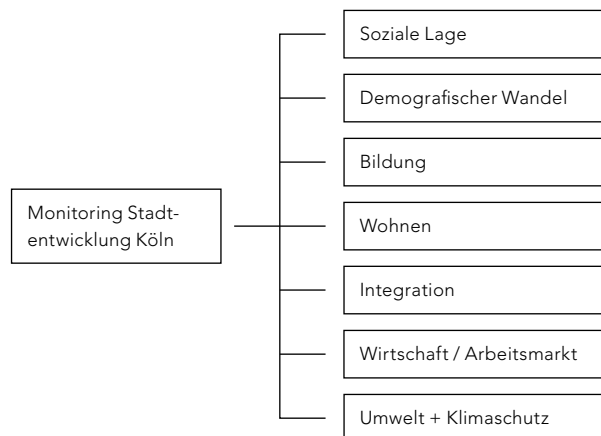 Soziale Lage
Demografischer Wandel
Bildung
Monitoring Stadt-
entwicklung Köln
Wohnen
Integration
Wirtschaft / Arbeitsmarkt
Umwelt + Klimaschutz